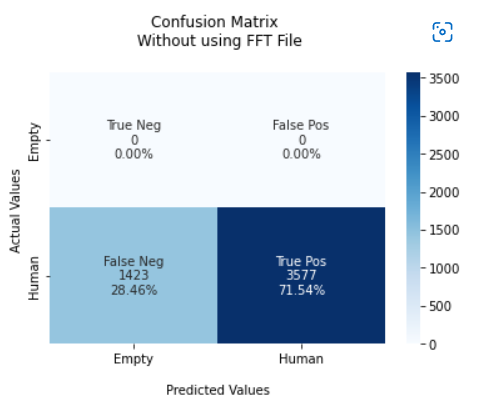 Confusion Matrix
Without using FFT File
True Neg
0
0.00%
False Pos
0
0.00%
False Neg
1423
28.46%
True Pos
3577
71.54%
Actual Values
Empty
Human
Empty
Human
Predicted Values
3500
3000
2500
2000
1500
1000
500
0